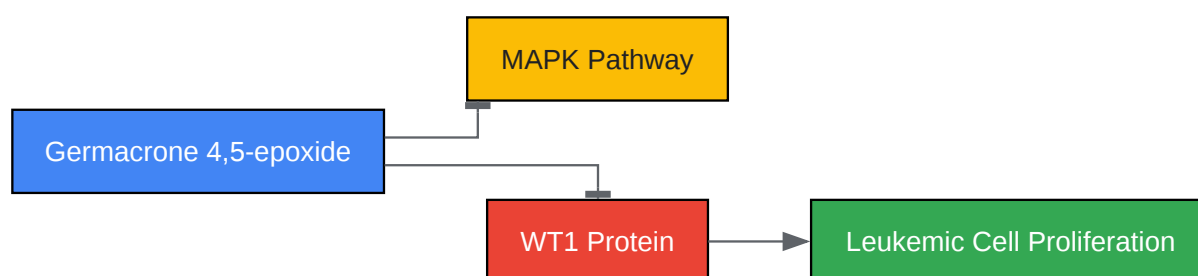 MAPK Pathway
Germacrone 4,5-epoxide
WT1 Protein
Leukemic Cell Proliferation